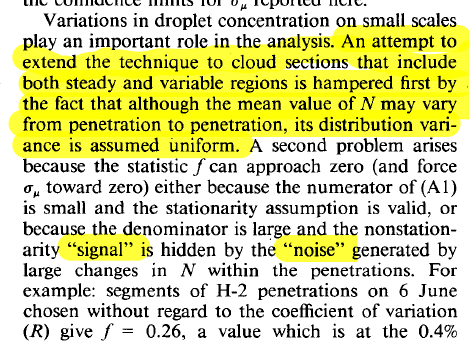 the confidence limits for σμ reported here.
Variations in droplet concentration on small scales
play an important role in the analysis. An attempt to
extend the technique to cloud sections that include
both steady and variable regions is hampered first by
the fact that although the mean value of N may vary
from penetration to penetration, its distribution vari-
ance is assumed uniform. A second problem arises
because the statistic f can approach zero (and force
σμ toward zero) either because the numerator of (A1)
is small and the stationarity assumption is valid, or
because the denominator is large and the nonstation-
arity “signal” is hidden by the “noise” generated by
large changes in N within the penetrations. For
example: segments of H-2 penetrations on 6 June
chosen without regard to the coefficient of variation
(R) give f = 0.26, a value which is at the 0.4%